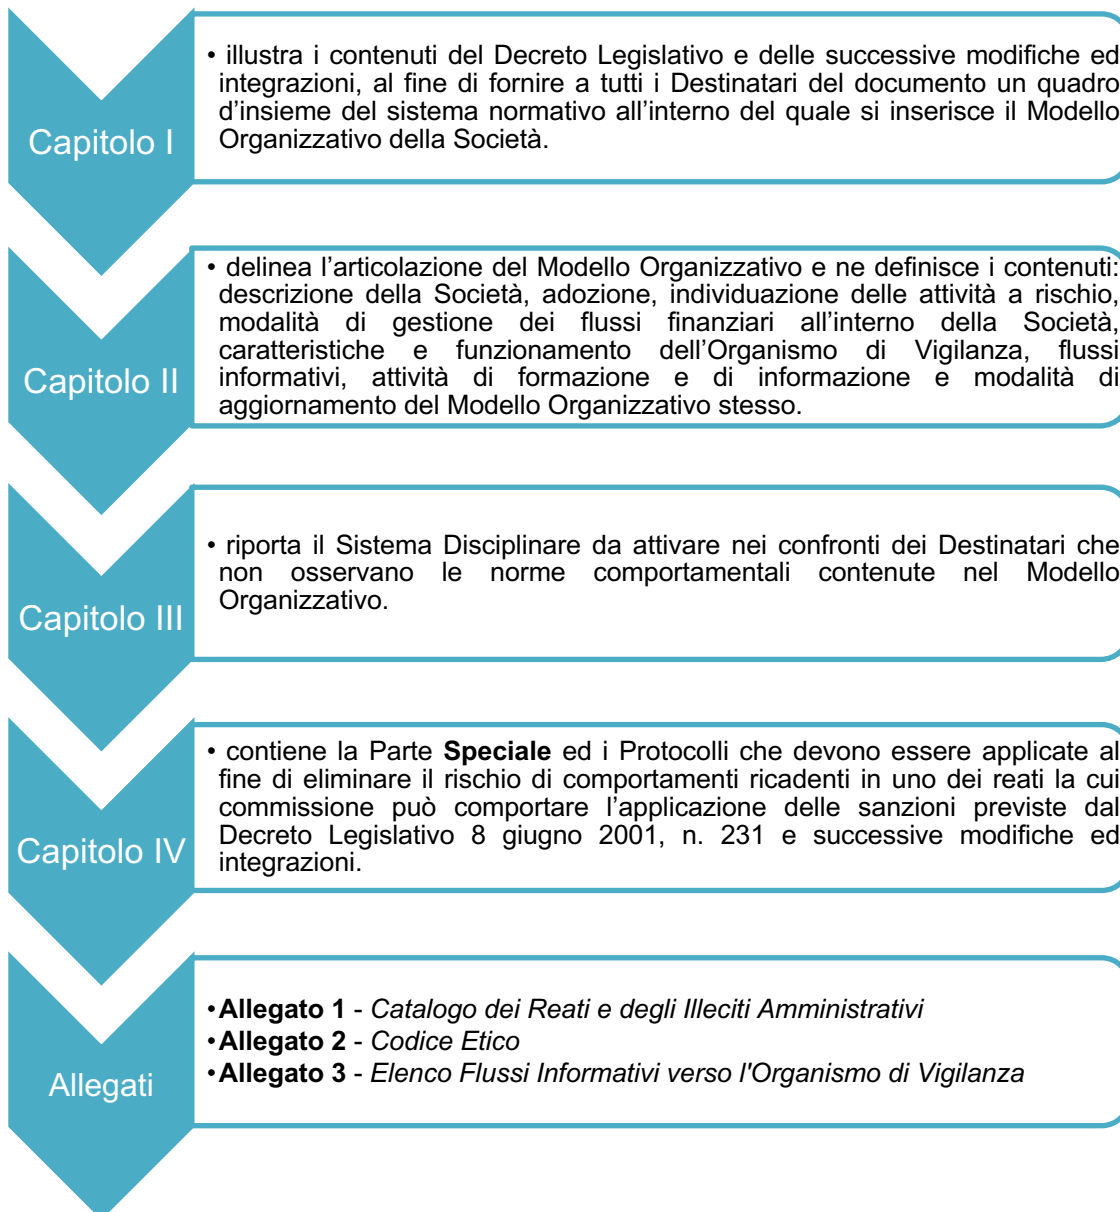 Capitolo I
• illustra i contenuti del Decreto Legislativo e delle successive modifiche ed
integrazioni, al fine di fornire a tutti i Destinatari del documento un quadro
d’insieme del sistema normativo all’interno del quale si inserisce il Modello
Organizzativo della Società.
Capitolo II
• delinea l’articolazione del Modello Organizzativo e ne definisce i contenuti:
descrizione della Società, adozione, individuazione delle attività a rischio,
modalità di gestione dei flussi finanziari all’interno della Società,
caratteristiche e funzionamento dell’Organismo di Vigilanza, flussi
informativi, attività di formazione e di informazione e modalità di
aggiornamento del Modello Organizzativo stesso.
Capitolo III
• riporta il Sistema Disciplinare da attivare nei confronti dei Destinatari che
non osservano le norme comportamentali contenute nel Modello
Organizzativo.
Capitolo IV
• contiene la Parte Speciale ed i Protocolli che devono essere applicate al
fine di eliminare il rischio di comportamenti ricadenti in uno dei reati la cui
commissione può comportare l’applicazione delle sanzioni previste dal
Decreto Legislativo 8 giugno 2001, n. 231 e successive modifiche ed
integrazioni.
Allegati
•Allegato 1 - Catalogo dei Reati e degli Illeciti Amministrativi
•Allegato 2 - Codice Etico
•Allegato 3 - Elenco Flussi Informativi verso l'Organismo di Vigilanza